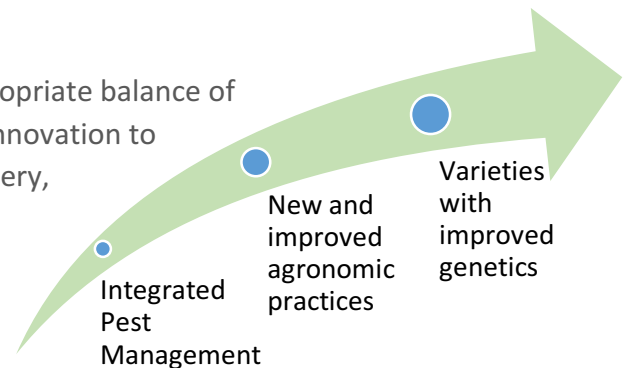 opriate balance of
nnovation to
ery,
Integrated
Pest
Management
New and
improved
agronomic
practices
Varieties
with
improved
genetics